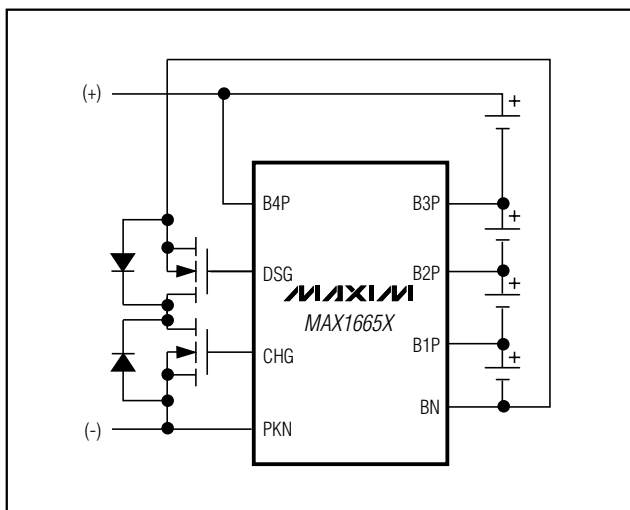 (+)
+
B4P B3P
+
DSG B2P
MAXIM
+
MAX1665X
CHG B1P
+
BN
(-) PKN